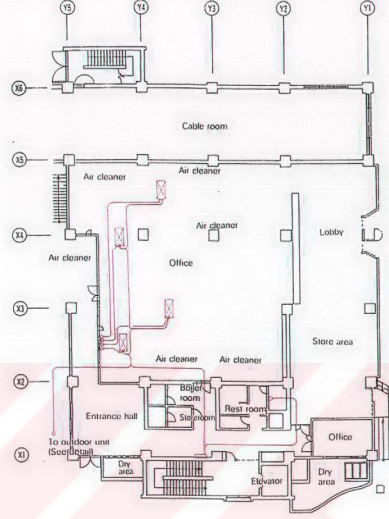 Y5 Y4 Y3 Y2 Y1
X6
Cable room
X5
Air cleaner
Air cleaner
X4
Air cleaner
Lobby
Air cleaner
Office
X3
Store area
Air cleaner
Air cleaner
X2
Boiler
room
Entrance hall
Storeroom
Rest room
To outdoor unit
(See detail)
Office
X1
Dry
area
Elevator
Dry
area